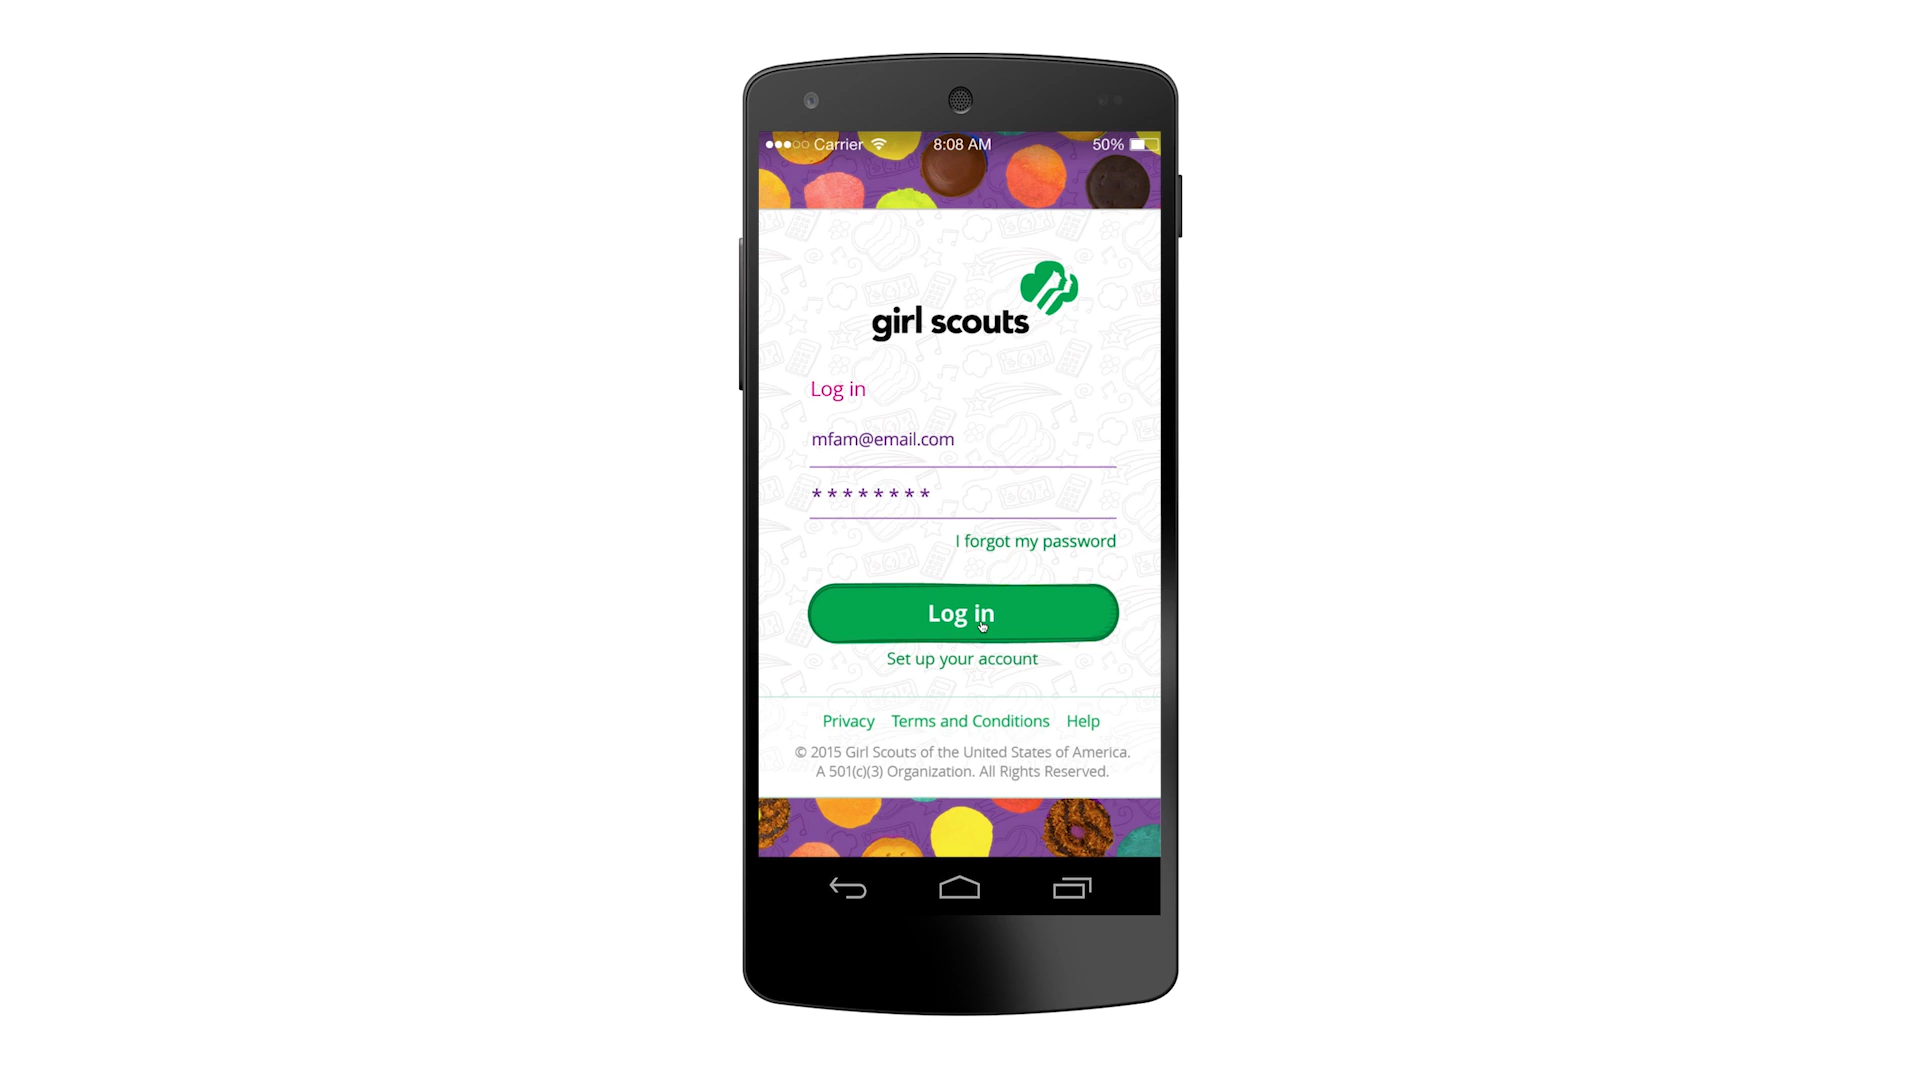 Carrier 8:08 AM 50%
girl scouts
Log in
mfam@email.com
********
I forgot my password
Log in
Set up your account
Privacy Terms and Conditions Help
© 2015 Girl Scouts of the United States of America.
A 501(c)(3) Organization. All Rights Reserved.